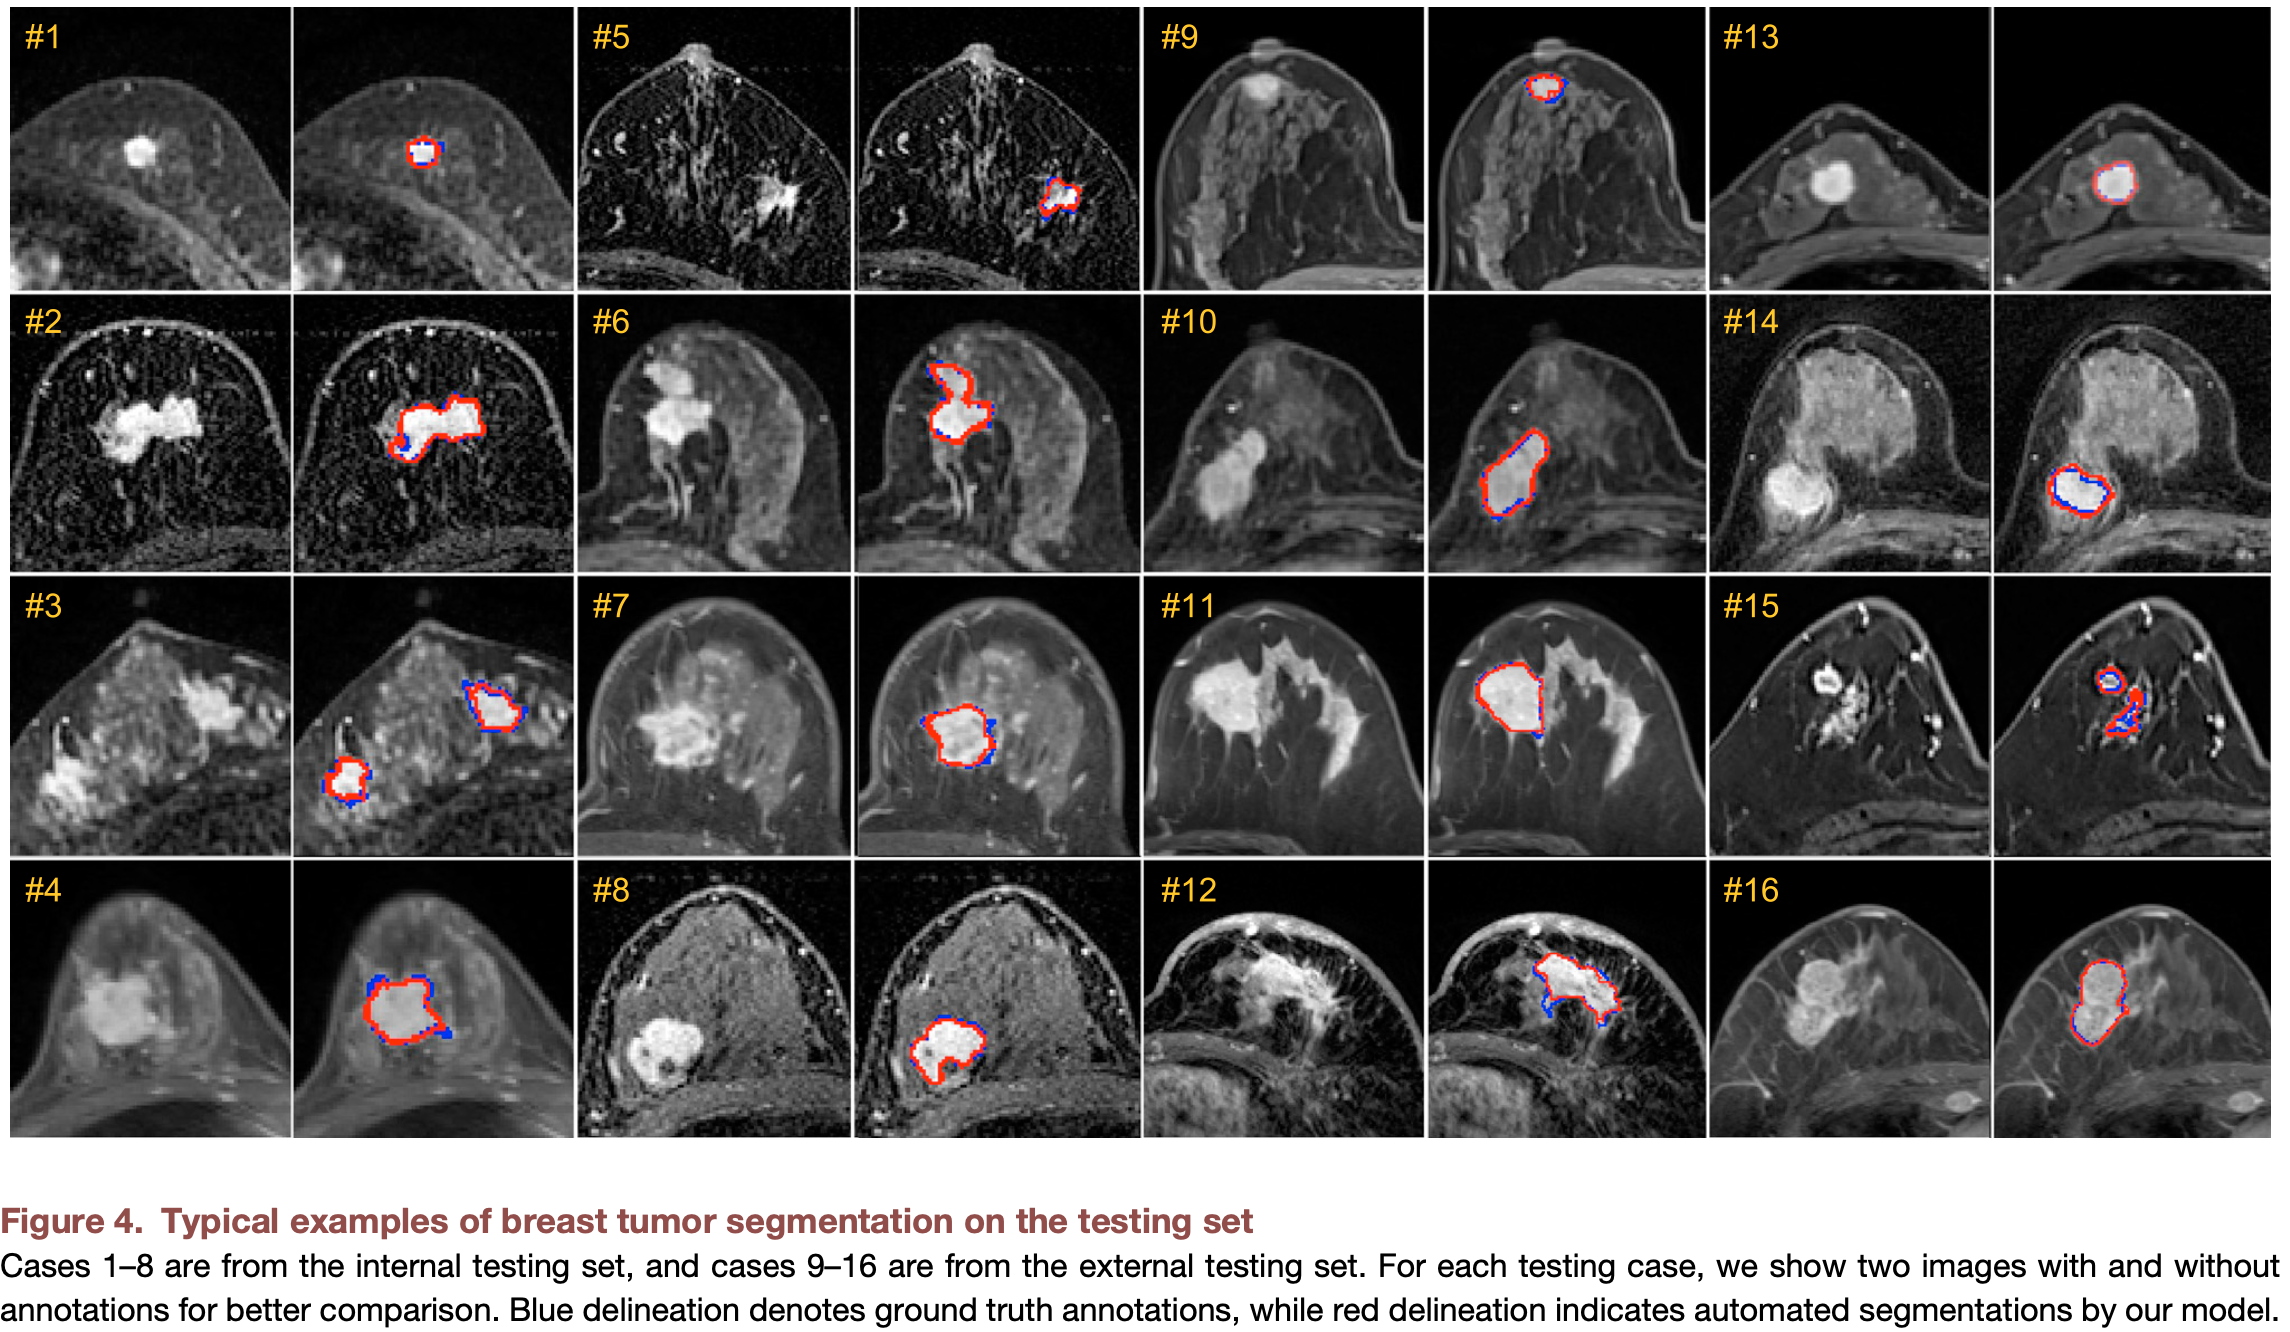 #1 #5 #9 #13
#2 #6 #10 #14
#3 #7 #11 #15
#4 #8 #12 #16
Figure 4. Typical examples of breast tumor segmentation on the testing set
Cases 1–8 are from the internal testing set, and cases 9–16 are from the external testing set. For each testing case, we show two images with and without
annotations for better comparison. Blue delineation denotes ground truth annotations, while red delineation indicates automated segmentations by our model.